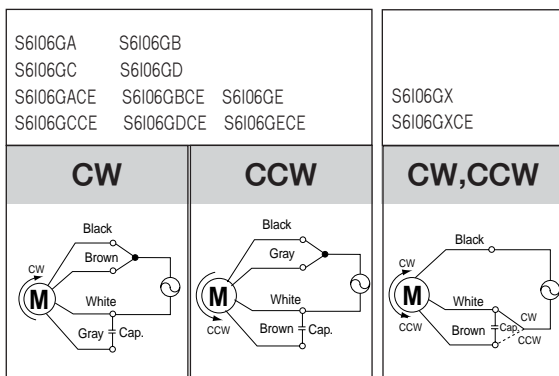 S6I06GA S6I06GB
S6I06GC S6I06GD
S6I06GACE S6I06GBCE S6I06GE
S6I06GCCE S6I06GDCE S6I06GECE
S6I06GX
S6I06GXCE
CW
CCW
CW,CCW
Black
CW
Brown
M
White
Gray
Cap.
Black
Gray
M
White
CCW
Brown
Cap.
Black
CW
M
White
CW
CCW
Brown
Cap.
CCW